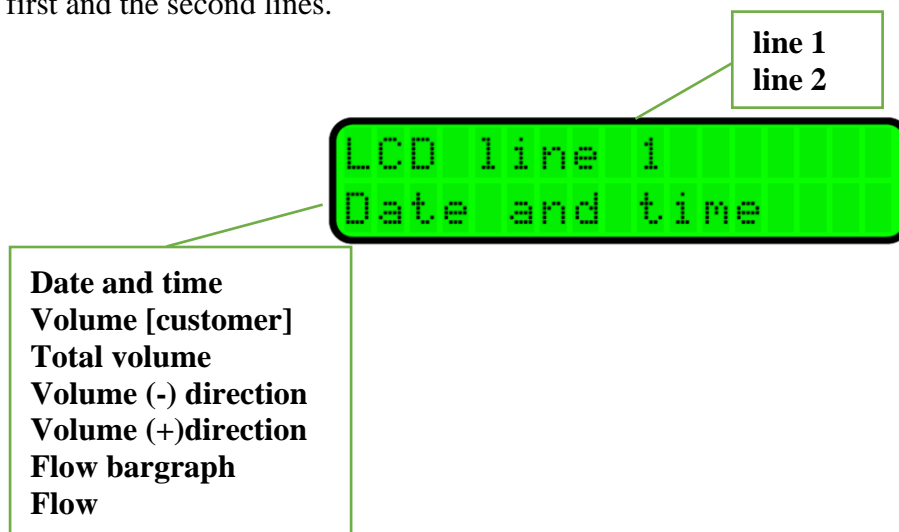 first and the second lines.
line 1
line 2
LCD line 1
Date and time
Date and time
Volume [customer]
Total volume
Volume (-) direction
Volume (+)direction
Flow bargraph
Flow